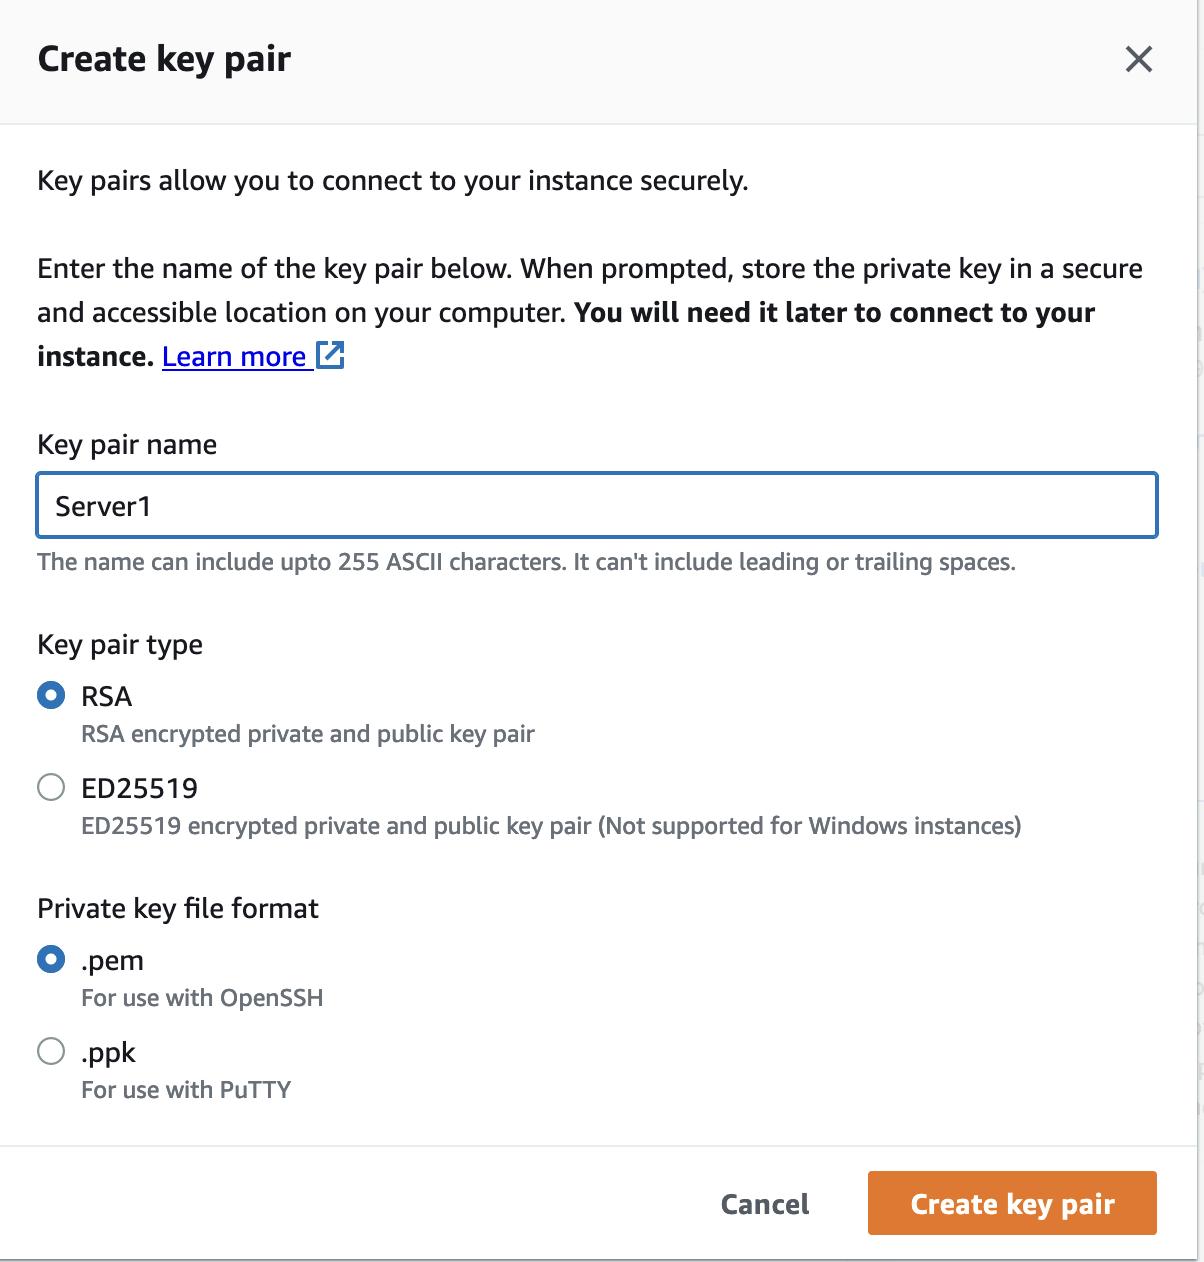 Create key pair
Key pairs allow you to connect to your instance securely.
Enter the name of the key pair below. When prompted, store the private key in a secure
and accessible location on your computer. You will need it later to connect to your
instance. Learn more
Key pair name
Server1
The name can include upto 255 ASCII characters. It can't include leading or trailing spaces.
Key pair type
RSA
RSA encrypted private and public key pair
ED25519
ED25519 encrypted private and public key pair (Not supported for Windows instances)
Private key file format
.pem
For use with OpenSSH
.ppk
For use with PuTTY
Cancel
Create key pair